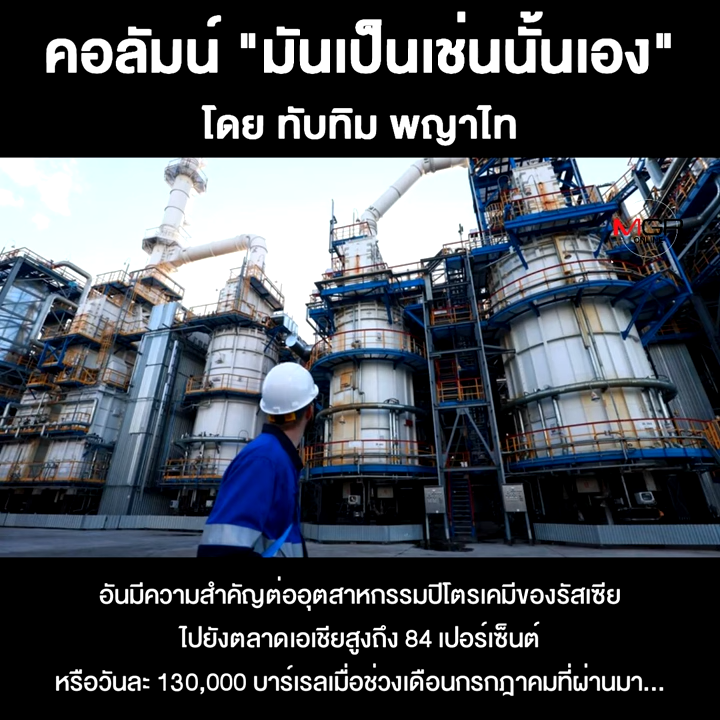 คอลัมน์ "มันเป็นเช่นนั้นเอง"
โดย ทับทิม พญาไท
MGR
ONLINE
อันมีความสำคัญต่ออุตสาหกรรมปิโตรเคมีของรัสเซีย
ไปยังตลาดเอเชียสูงถึง 84 เปอร์เซ็นต์
หรือวันละ 130,000 บาร์เรลเมื่อช่วงเดือนกรกฎาคมที่ผ่านมา...